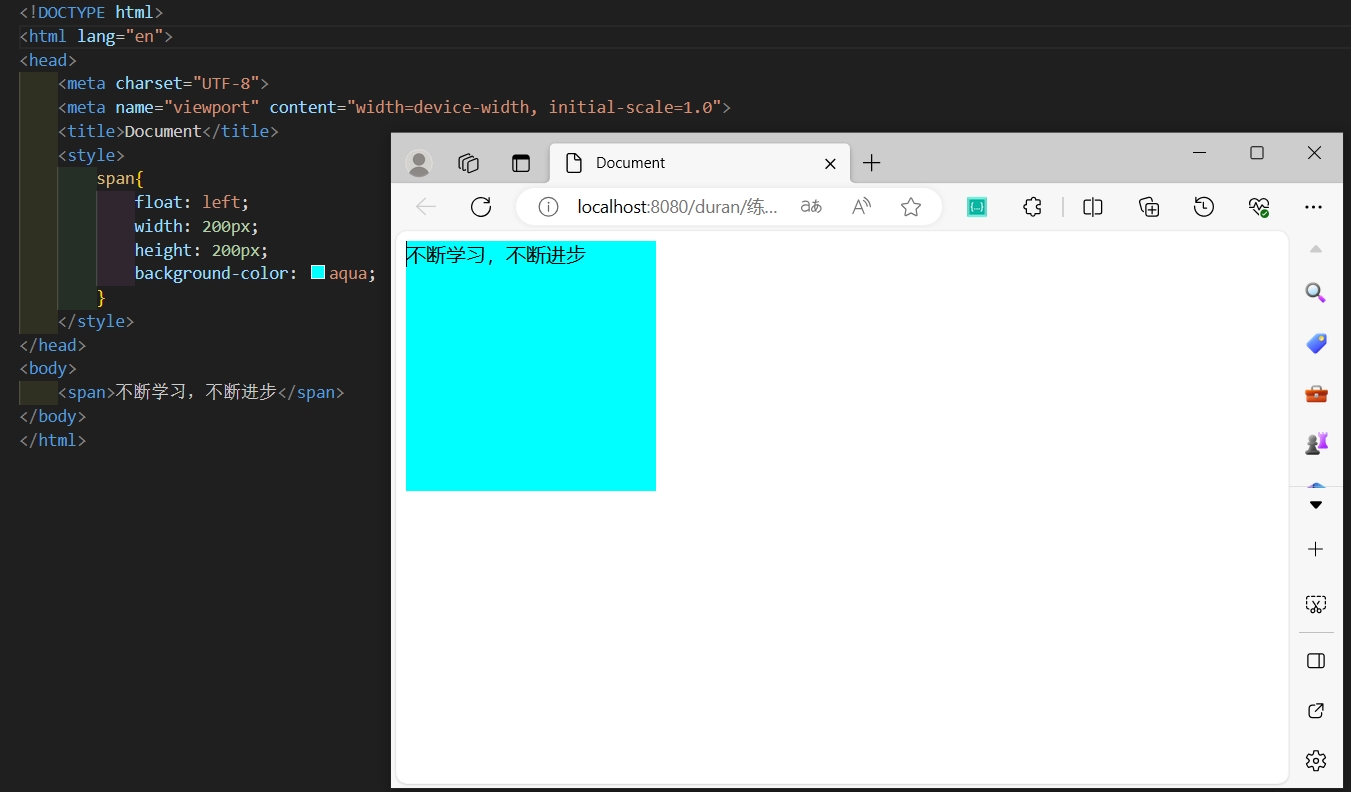 <!DOCTYPE html>
<html lang="en">
<head>
<meta charset="UTF-8">
<meta name="viewport" content="width=device-width, initial-scale=1.0">
<title>Document</title>
<style>
span{
float: left;
width: 200px;
height: 200px;
background-color: aqua;
}
</style>
</head>
<body>
<span>不断学习，不断进步</span>
</body>
</html>
Document
localhost:8080/duran/练...
aあ
A
不断学习，不断进步